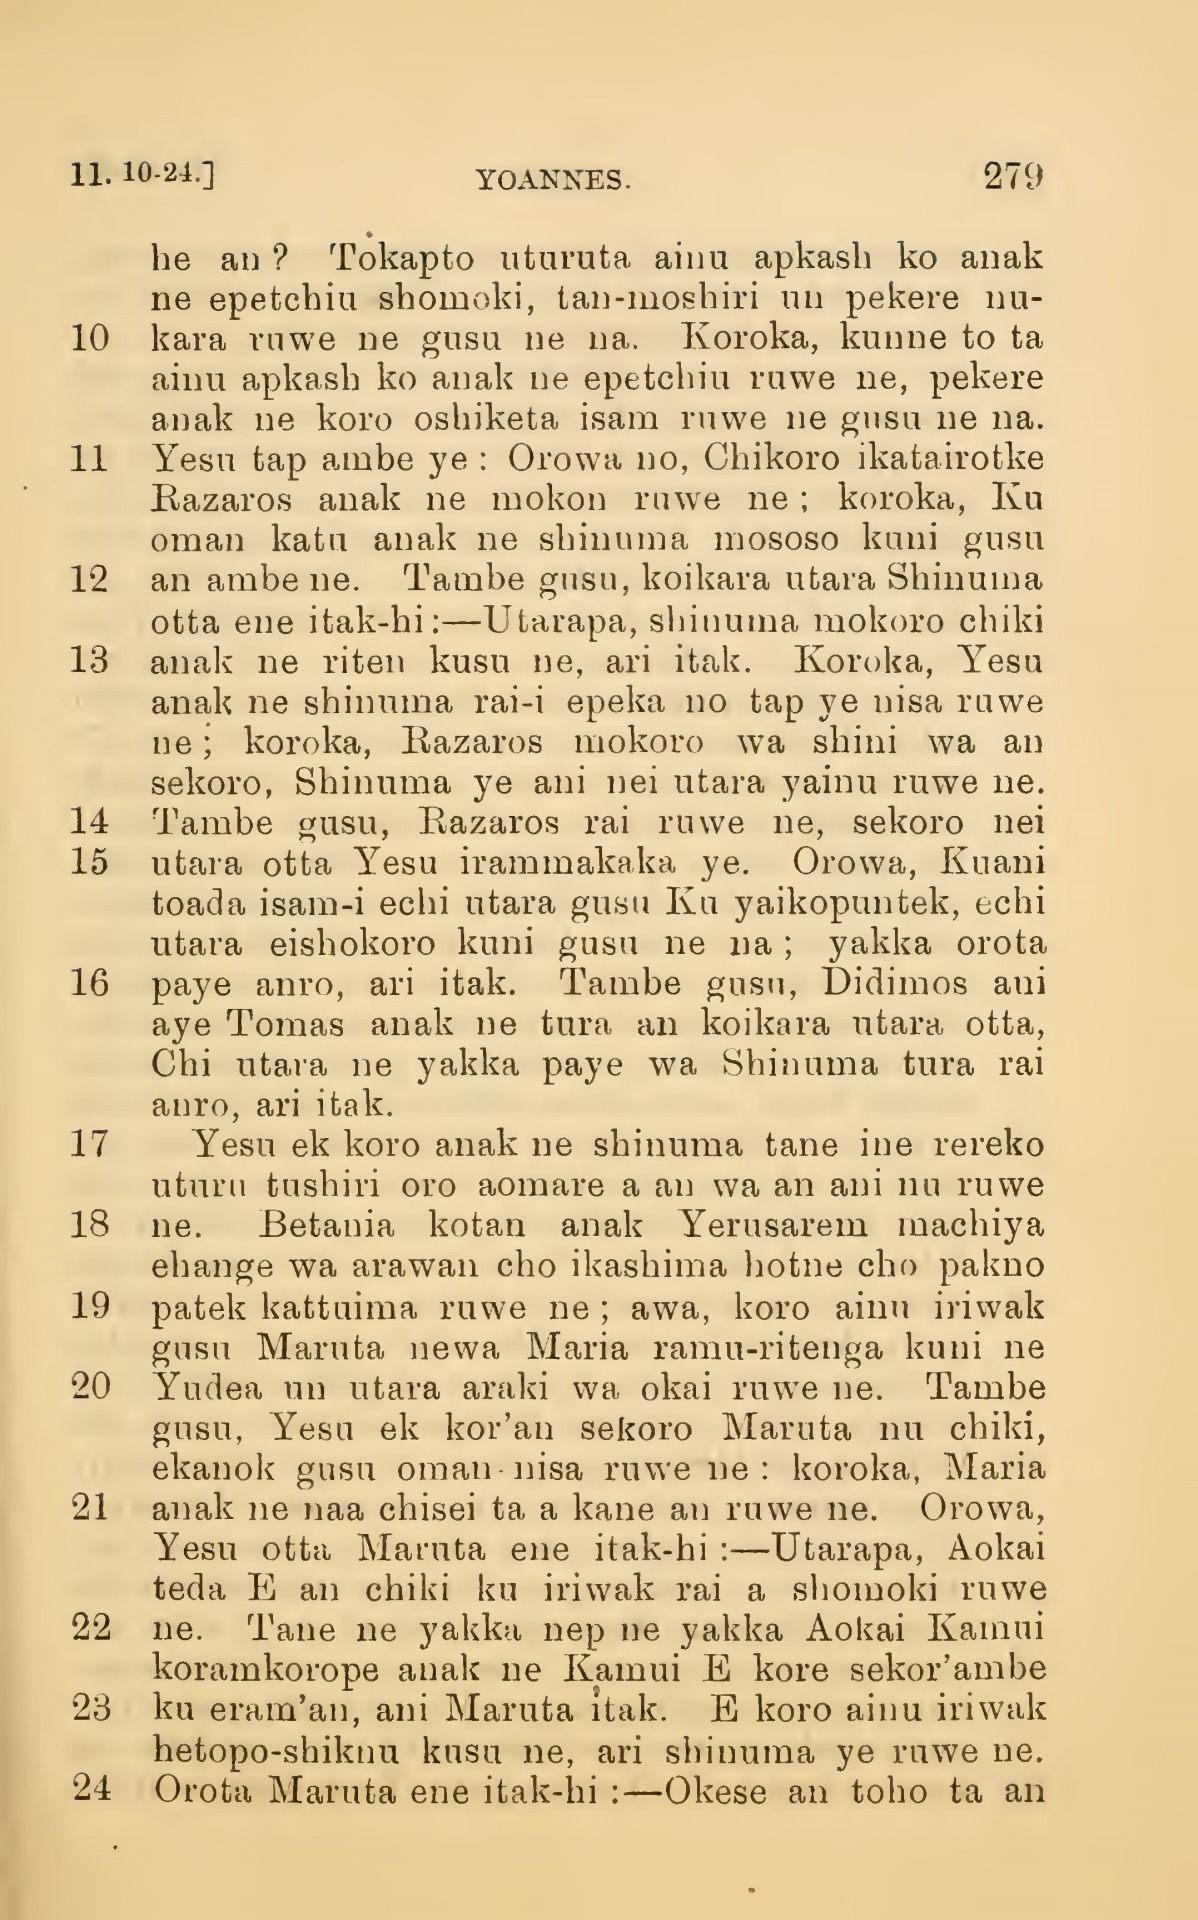 11. 10-24.] YOANNES. 279
he an ? Tokapto uturuta ainu apkash ko anak
ne epetchiu shomoki, tan-moshiri un pekere nu-
10 kara ruwe ne gusu ne na. Koroka, kunne to ta
ainu apkash ko anak ne epetchiu ruwe ne, pekere
anak ne koro oshiketa isam ruwe ne gusu ne na.
11 Yesu tap ambe ye : Orowa no, Chikoro ikatairotke
Razaros anak ne mokon ruwe ne ; koroka, Ku
oman katu anak ne shinuma mososo kuni gusu
12 an ambe ne. Tambe gusu, koikara utara Shinuma
otta ene itak-hi :—Utarapa, shinuma mokoro chiki
13 anak ne riten kusu ne, ari itak. Koroka, Yesu
anak ne shinuma rai-i epeka no tap ye nisa ruwe
ne ; koroka, Razaros mokoro wa shini wa an
sekoro, Shinuma ye ani nei utara yainu ruwe ne.
14 Tambe gusu, Razaros rai ruwe ne, sekoro nei
15 utara otta Yesu irammakaka ye. Orowa, Kuani
toada isam-i echi utara gusu Ku yaikopuntek, echi
utara eishokoro kuni gusu ne na ; yakka orota
16 paye anro, ari itak. Tambe gusu, Didimos ani
aye Tomas anak ne tura an koikara utara otta,
Chi utara ne yakka paye wa Shinuma tura rai
anro, ari itak.
17 Yesu ek koro anak ne shinuma tane ine rereko
uturu tushiri oro aomare a an wa an ani nu ruwe
18 ne. Betania kotan anak Yerusarem machiya
ehange wa arawan cho ikashima hotne cho pakno
19 patek kattuima ruwe ne ; awa, koro ainu iriwak
gusu Maruta newa Maria ramu-ritenga kuni ne
20 Yudea un utara araki wa okai ruwe ne. Tambe
gusu, Yesu ek kor'an sekoro Maruta nu chiki,
ekanok gusu oman nisa ruwe ne : koroka, Maria
21 anak ne naa chisei ta a kane an ruwe ne. Orowa,
Yesu otta Maruta ene itak-hi :—Utarapa, Aokai
teda E an chiki ku iriwak rai a shomoki ruwe
22 ne. Tane ne yakka nep ne yakka Aokai Kamui
koramkorope anak ne Kamui E kore sekor'ambe
23 ku eram'an, ani Maruta itak. E koro ainu iriwak
hetopo-shiknu kusu ne, ari shinuma ye ruwe ne.
24 Orota Maruta ene itak-hi :—Okese an toho ta an